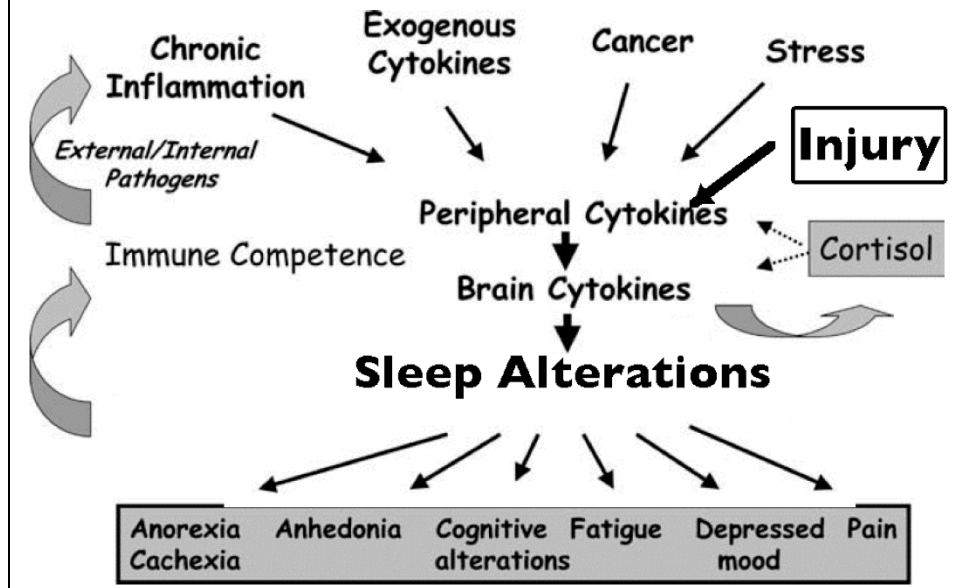 Chronic
Inflammation
Exogenous
Cytokines
Cancer
Stress
External/Internal
Pathogens
Injury
Peripheral Cytokines
Immune Competence
Cortisol
Brain Cytokines
Sleep Alterations
Anorexia
Cachexia
Anhedonia
Cognitive
alterations
Fatigue
Depressed
mood
Pain